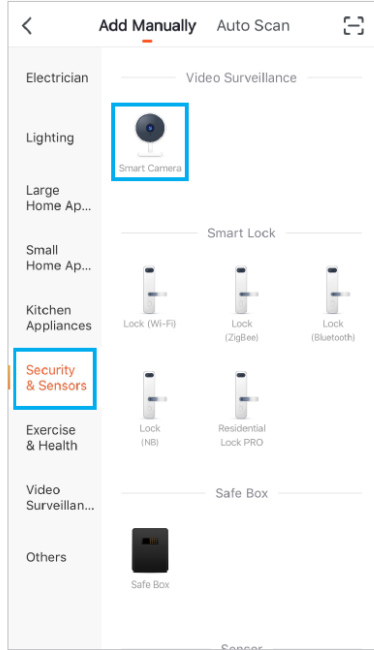 Add Manually Auto Scan
Electrician
Lighting
Large
Home Ap...
Small
Home Ap...
Kitchen
Appliances
Security
& Sensors
Exercise
& Health
Video
Surveillan...
Others
Video Surveillance
Smart Camera
Smart Lock
Lock (Wi-Fi)
Lock
(ZigBee)
Lock
(Bluetooth)
Lock
(NB)
Residential
Lock PRO
Safe Box
Safe Box
Sensor